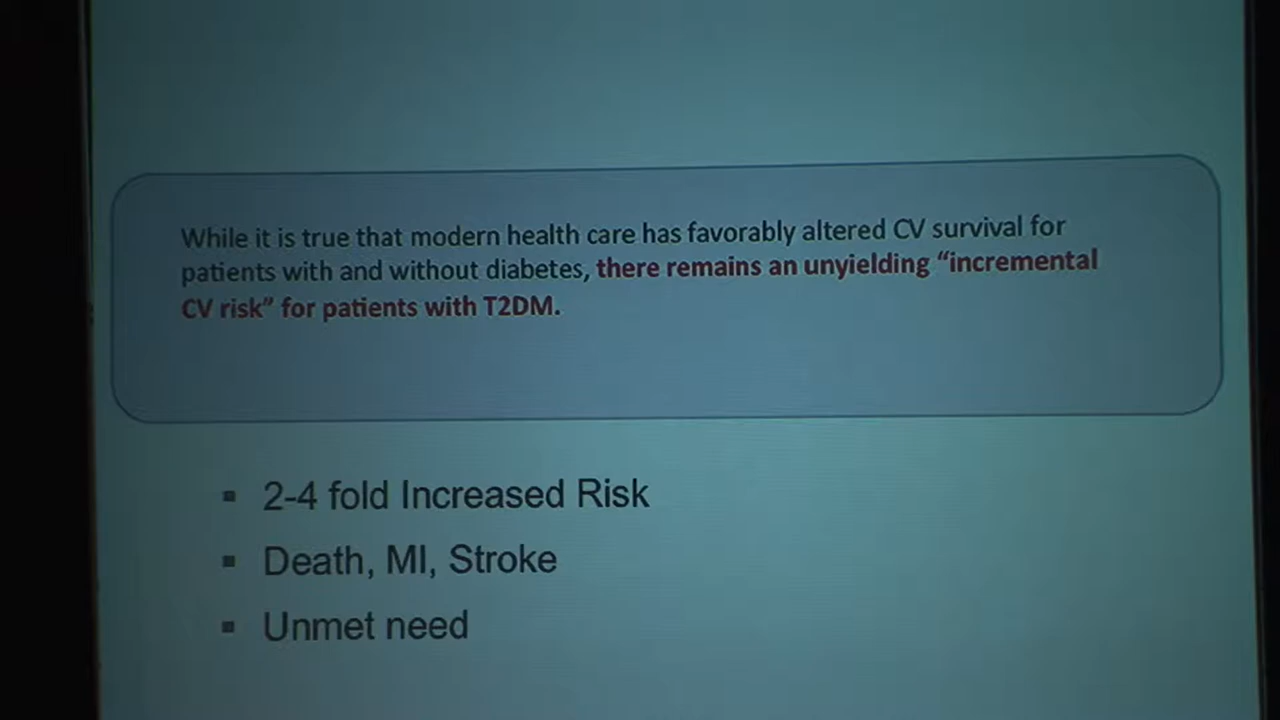 While it is true that modern health care has favorably altered CV survival for
patients with and without diabetes, there remains an unyielding “incremental
CV risk” for patients with T2DM.
▪ 2-4 fold Increased Risk
▪ Death, MI, Stroke
▪ Unmet need